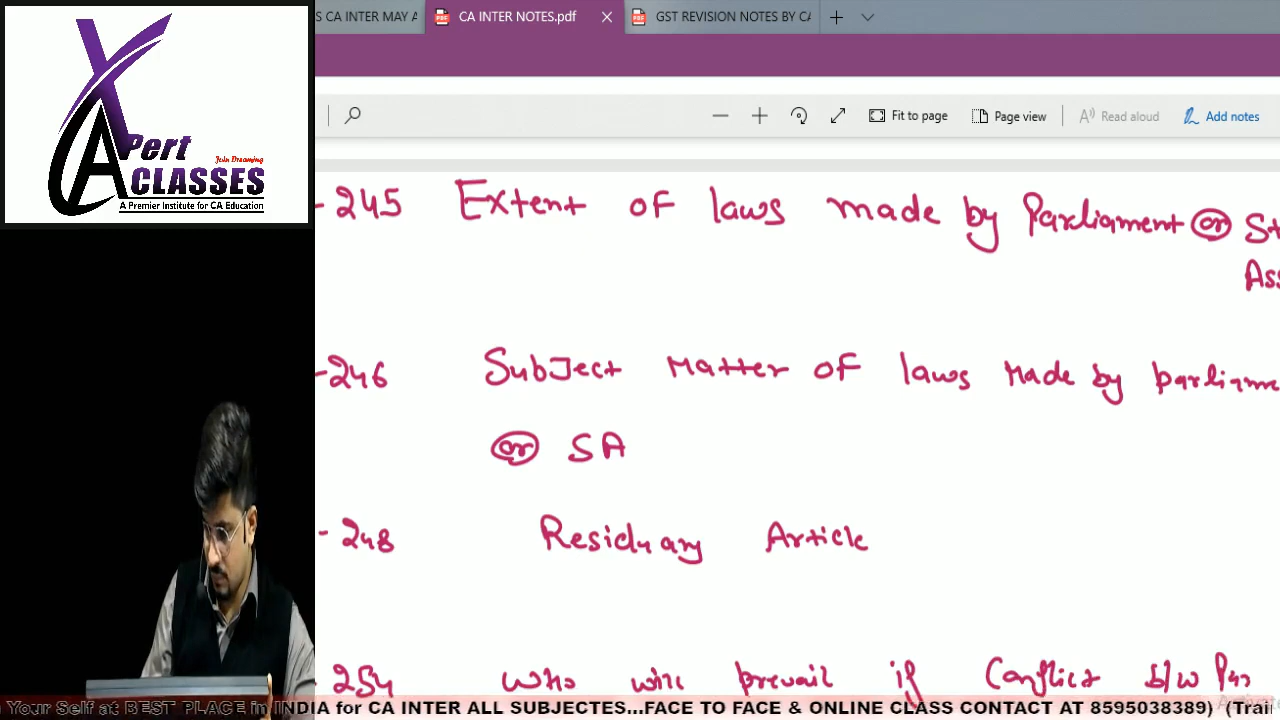 S CA INTER MAY A
CA INTER NOTES.pdf
GST REVISION NOTES BY CA
Fit to page
Page view
Read aloud
Add notes
XPert
Join Dreaming
CA CLASSES
A Premier Institute for CA Education
- 245 Extent of laws made by Parliament or St
Ass
- 246 Subject Matter of laws Made by parliame
or SA
- 248 Residuary Article
254 who will prevail if Conflict b/w Par
Your Self at BEST PLACE in INDIA for CA INTER ALL SUBJECTES...FACE TO FACE & ONLINE CLASS CONTACT AT 8595038389) (Trai